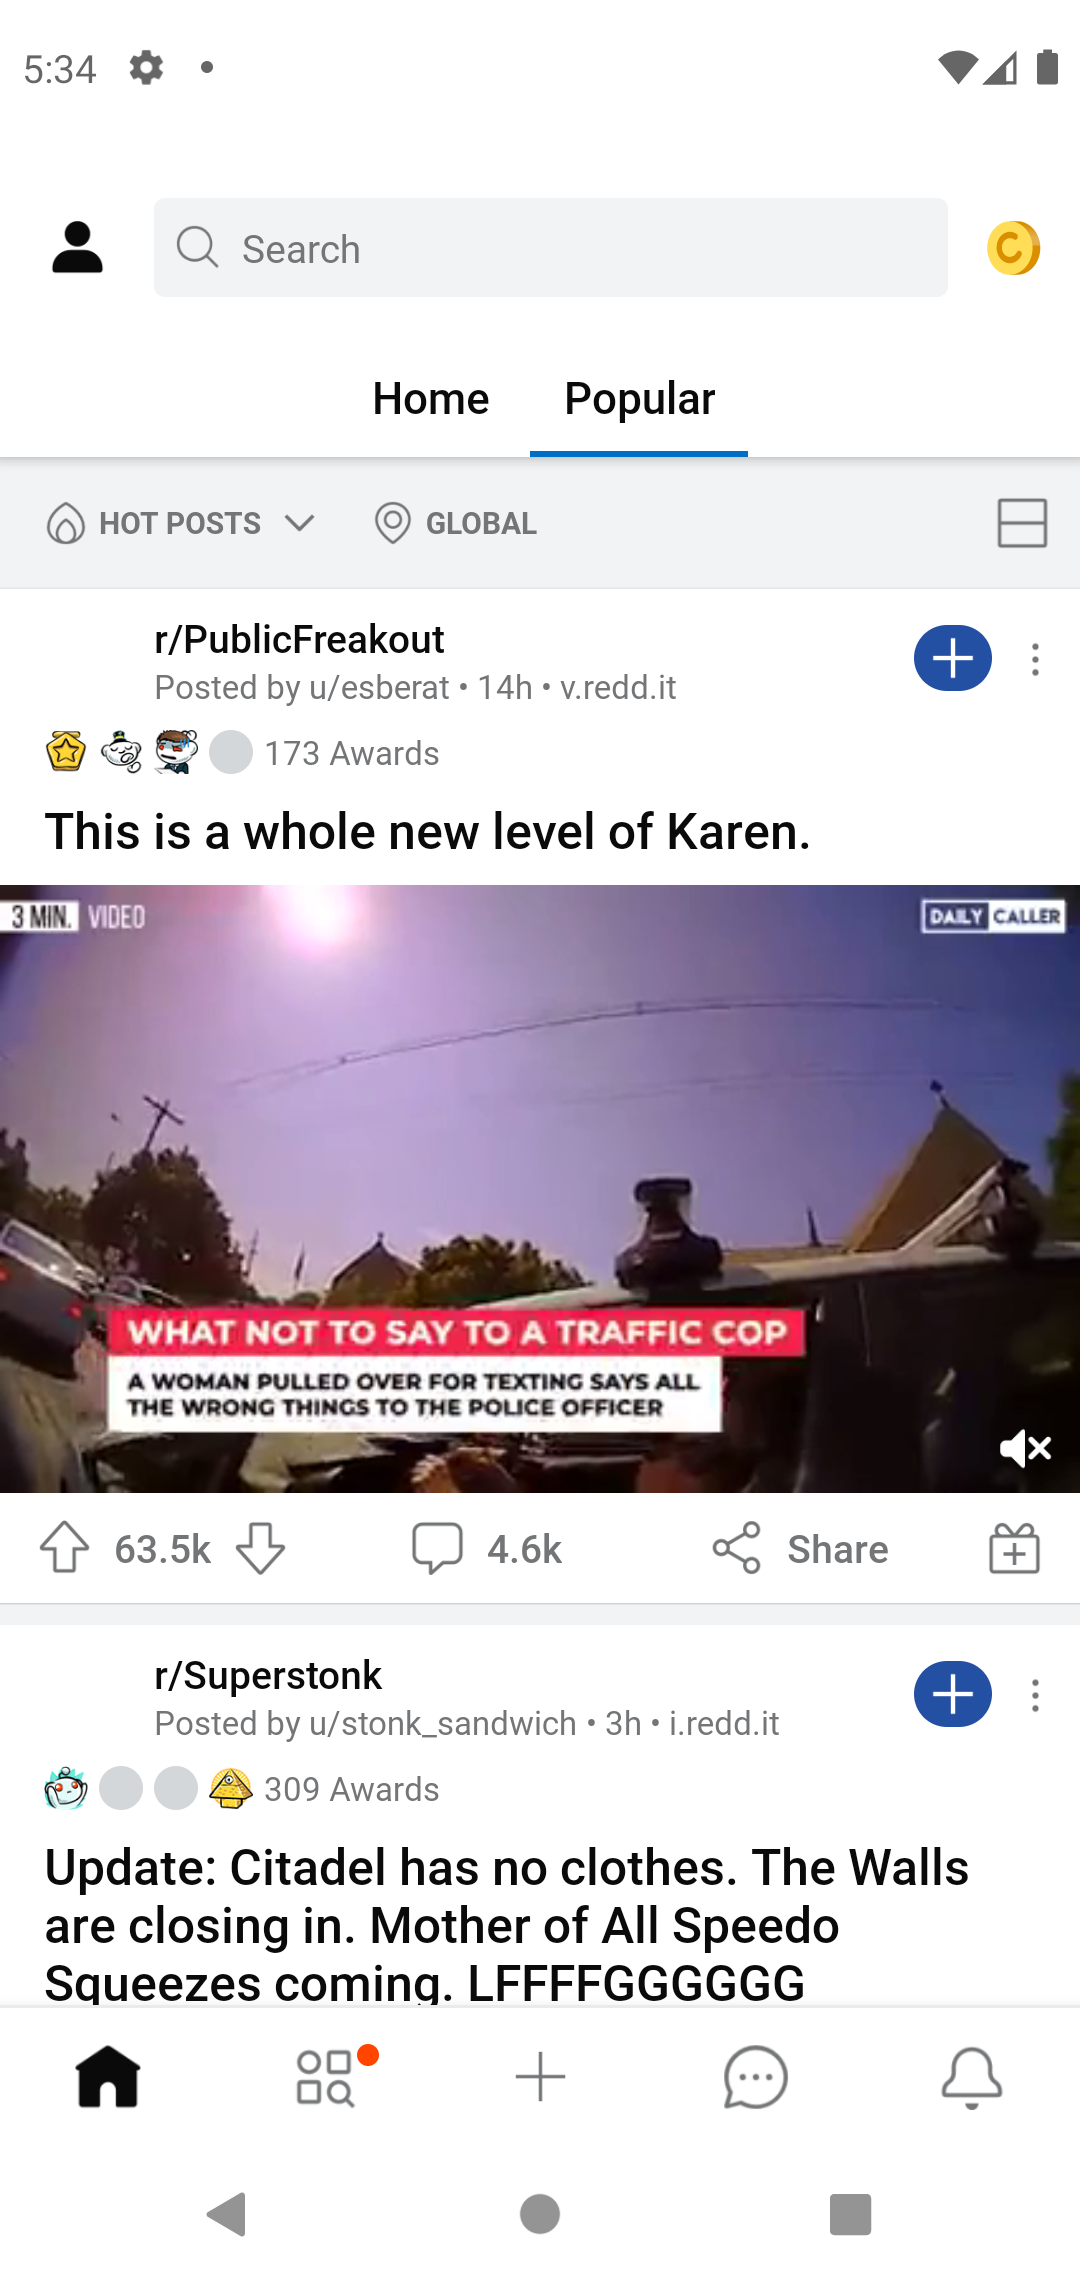 5:34
Search
Home Popular
HOT POSTS GLOBAL
r/PublicFreakout
Posted by u/esberat • 14h • v.redd.it
173 Awards
This is a whole new level of Karen.
3 MIN. VIDEO DAILY CALLER
WHAT NOT TO SAY TO A TRAFFIC COP
A WOMAN PULLED OVER FOR TEXTING SAYS ALL
THE WRONG THINGS TO THE POLICE OFFICER
63.5k 4.6k Share
r/Superstonk
Posted by u/stonk_sandwich • 3h • i.redd.it
309 Awards
Update: Citadel has no clothes. The Walls
are closing in. Mother of All Speedo
Squeezes coming. LFFFFGGGGGG